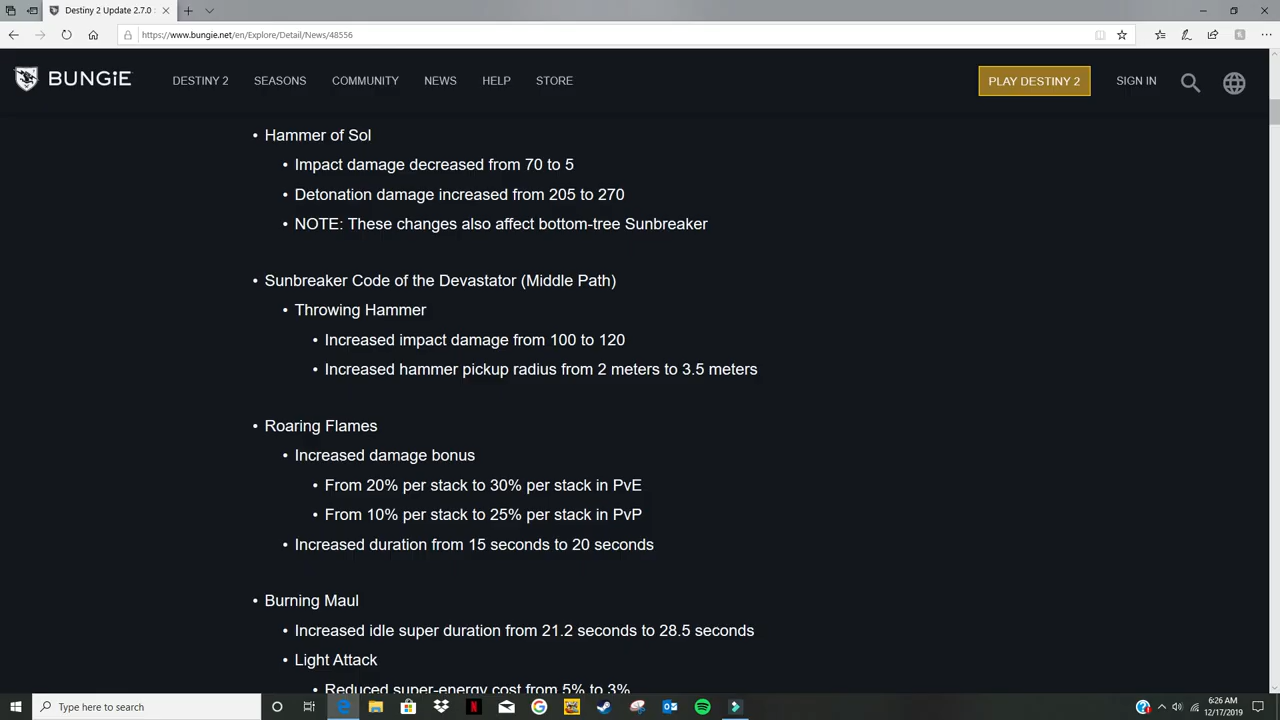 Destiny 2 Update 2.7.0
https://www.bungie.net/en/Explore/Detail/News/48556
BUNGiE
DESTINY 2
SEASONS
COMMUNITY
NEWS
HELP
STORE
PLAY DESTINY 2
SIGN IN
• Hammer of Sol
• Impact damage decreased from 70 to 5
• Detonation damage increased from 205 to 270
• NOTE: These changes also affect bottom-tree Sunbreaker
• Sunbreaker Code of the Devastator (Middle Path)
• Throwing Hammer
• Increased impact damage from 100 to 120
• Increased hammer pickup radius from 2 meters to 3.5 meters
• Roaring Flames
• Increased damage bonus
• From 20% per stack to 30% per stack in PvE
• From 10% per stack to 25% per stack in PvP
• Increased duration from 15 seconds to 20 seconds
• Burning Maul
• Increased idle super duration from 21.2 seconds to 28.5 seconds
• Light Attack
• Reduced super-energy cost from 5% to 3%
Type here to search
6:26 AM
12/17/2019